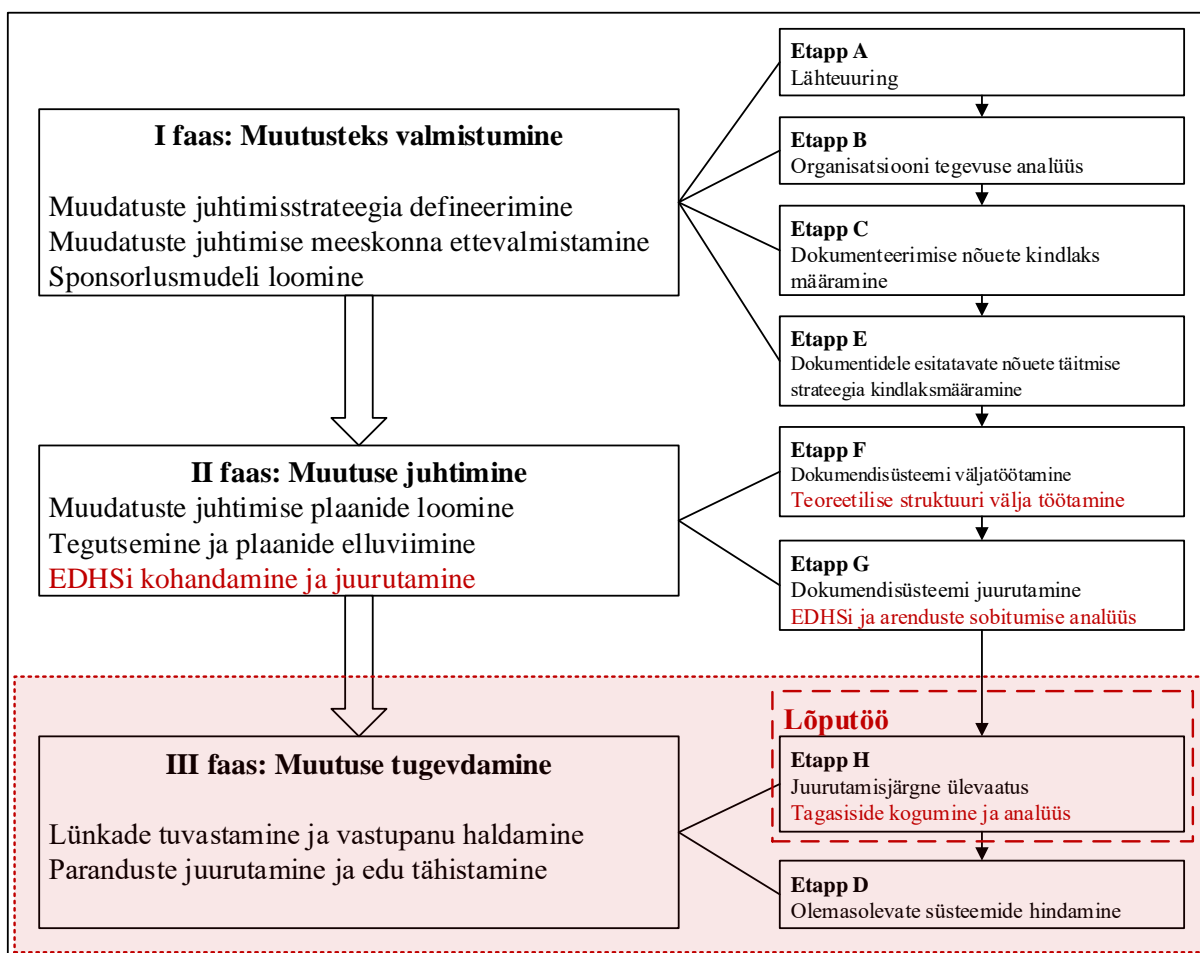 I faas: Muutusteks valmistumine
Muudatuste juhtimisstrateegia defineerimine
Muudatuste juhtimise meeskonna ettevalmistamine
Sponsorlusmudeli loomine
Etapp A
Lähteuuring
Etapp B
Organisatsiooni tegevuse analüüs
Etapp C
Dokumenteerimise nõuete kindlaks
määramine
Etapp E
Dokumentidele esitatavate nõuete täitmise
strateegia kindlaksmääramine
II faas: Muutuse juhtimine
Muudatuste juhtimise plaanide loomine
Tegutsemine ja plaanide elluviimine
EDHSi kohandamine ja juurutamine
Etapp F
Dokumendisüsteemi väljatöötamine
Teoreetilise struktuuri välja töötamine
Etapp G
Dokumendisüsteemi juurutamine
EDHSi ja arenduste sobitumise analüüs
III faas: Muutuse tugevdamine
Lünkade tuvastamine ja vastupanu haldamine
Paranduste juurutamine ja edu tähistamine
Lõputöö
Etapp H
Juurutamisjärgne ülevaatus
Tagasiside kogumine ja analüüs
Etapp D
Olemasolevate süsteemide hindamine